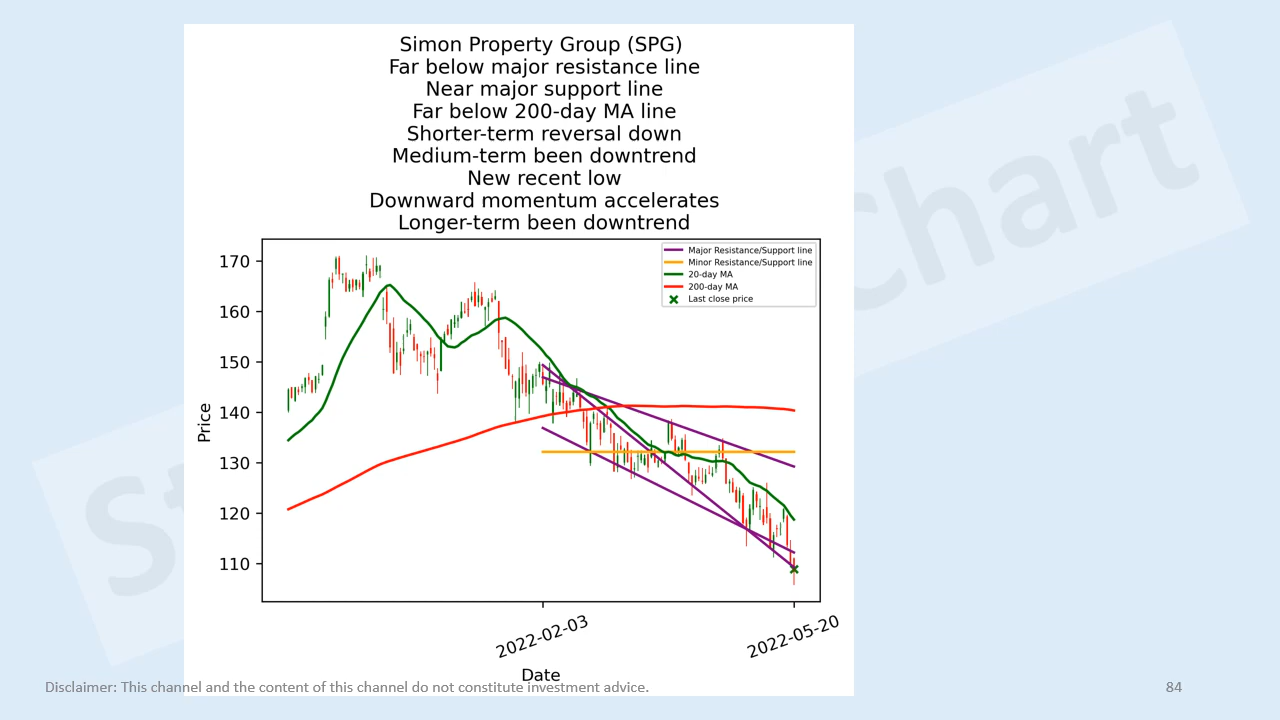 Simon Property Group (SPG)
Far below major resistance line
Near major support line
Far below 200-day MA line
Shorter-term reversal down
Medium-term been downtrend
New recent low
Downward momentum accelerates
Longer-term been downtrend
Major Resistance/Support line
Minor Resistance/Support line
20-day MA
200-day MA
Last close price
170
160
150
140
130
120
110
Price
2022-02-03
2022-05-20
Date
Disclaimer: This channel and the content of this channel do not constitute investment advice.
84